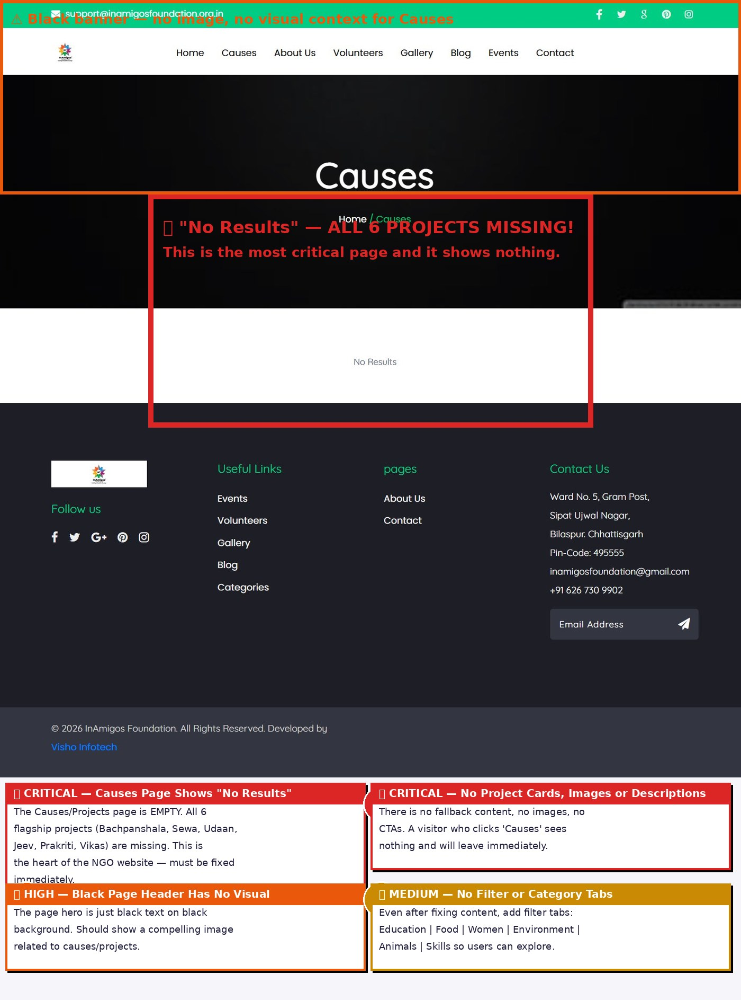 support@inamigosfoundation.org.in
⚠ Black banner — no image, no visual context for Causes
InAmigos
Home Causes About Us Volunteers Gallery Blog Events Contact
Causes
Home / Causes
"No Results" — ALL 6 PROJECTS MISSING!
This is the most critical page and it shows nothing.
No Results
InAmigos
Follow us
Useful Links
Events
Volunteers
Gallery
Blog
Categories
pages
About Us
Contact
Contact Us
Ward No. 5, Gram Post,
Sipat Ujwal Nagar,
Bilaspur. Chhattisgarh
Pin-Code: 495555
inamigosfoundation@gmail.com
+91 626 730 9902
Email Address
© 2026 InAmigos Foundation. All Rights Reserved. Developed by
Visho Infotech
CRITICAL — Causes Page Shows "No Results"
The Causes/Projects page is EMPTY. All 6
flagship projects (Bachpanshala, Sewa, Udaan,
Jeev, Prakriti, Vikas) are missing. This is
the heart of the NGO website — must be fixed
immediately.
CRITICAL — No Project Cards, Images or Descriptions
There is no fallback content, no images, no
CTAs. A visitor who clicks 'Causes' sees
nothing and will leave immediately.
HIGH — Black Page Header Has No Visual
The page hero is just black text on black
background. Should show a compelling image
related to causes/projects.
MEDIUM — No Filter or Category Tabs
Even after fixing content, add filter tabs:
Education | Food | Women | Environment |
Animals | Skills so users can explore.